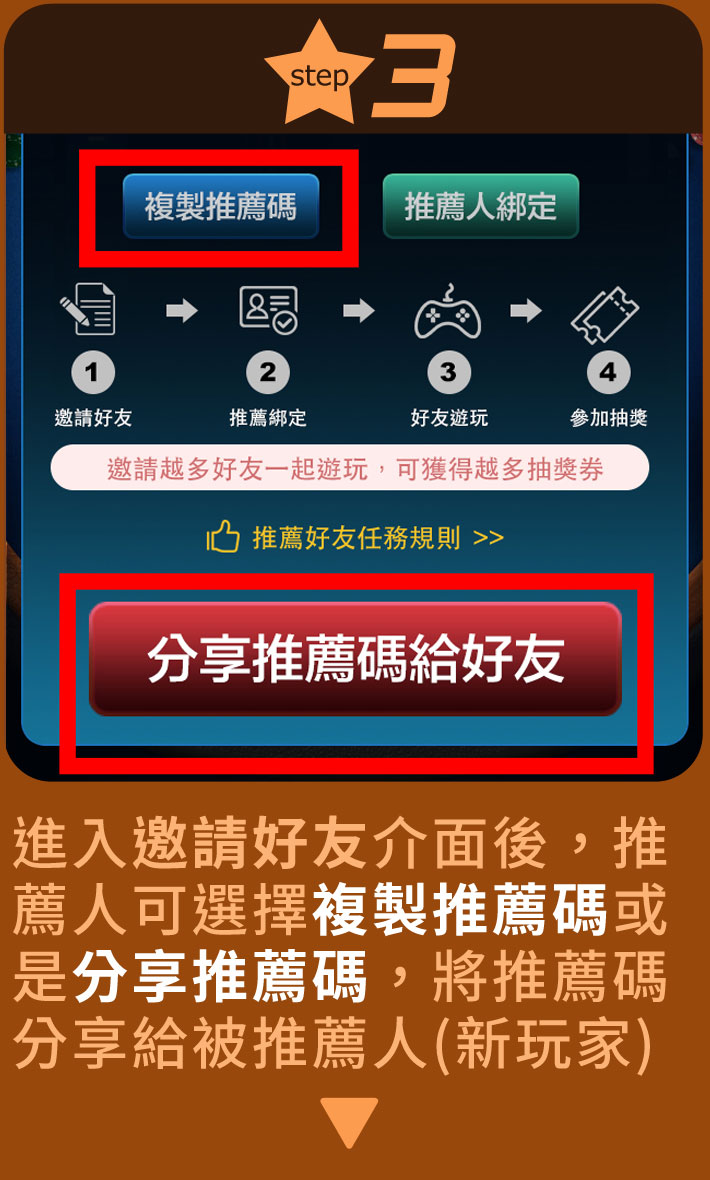 step 3
複製推薦碼 推薦人綁定
1 2 3 4
邀請好友 推薦綁定 好友遊玩 參加抽獎
邀請越多好友一起遊玩，可獲得越多抽獎券
推薦好友任務規則 >>
分享推薦碼給好友
進入邀請好友介面後，推
薦人可選擇複製推薦碼或
是分享推薦碼，將推薦碼
分享給被推薦人(新玩家)